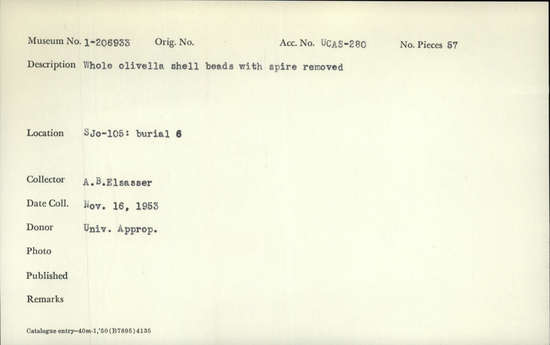 Museum No. 1-206933 Orig. No. Acc. No. UCAS-280 No. Pieces 57
Description Whole olivella shell beads with spire removed
Location SJo-105: burial 6
Collector A.B.Elsasser
Date Coll. Nov. 16, 1953
Donor Univ. Approp.
Photo
Published
Remarks
Catalogue entry—40m-1,'50(B7895)4135